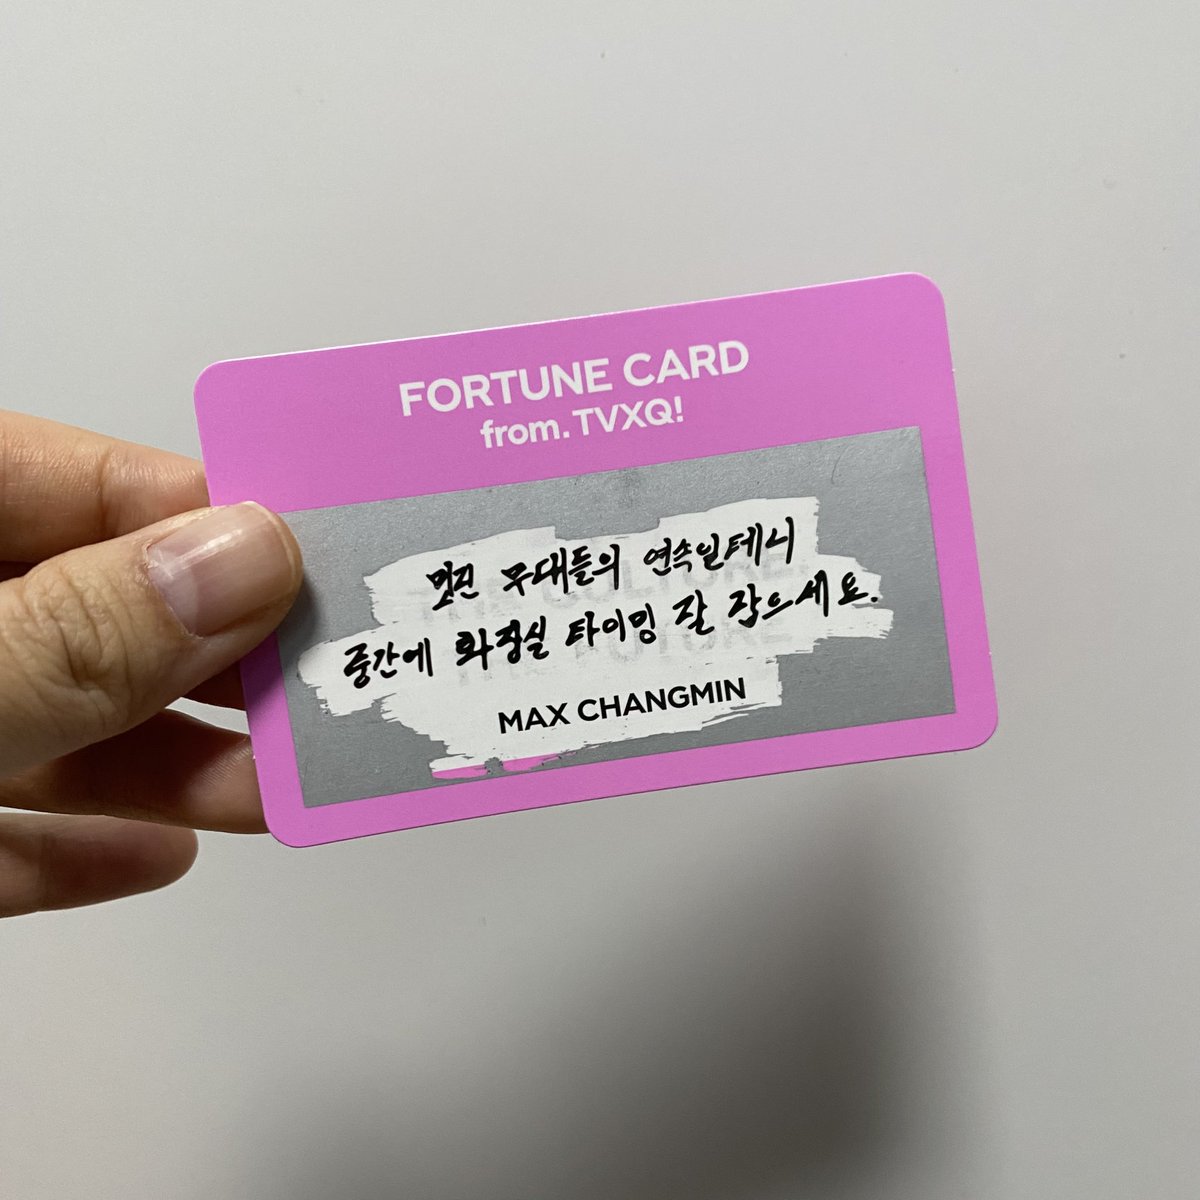 FORTUNE CARD
from. TVXQ!
멋진 무대들의 연속일테니
중간에 화장실 타이밍 잘 잡으세요.
MAX CHANGMIN